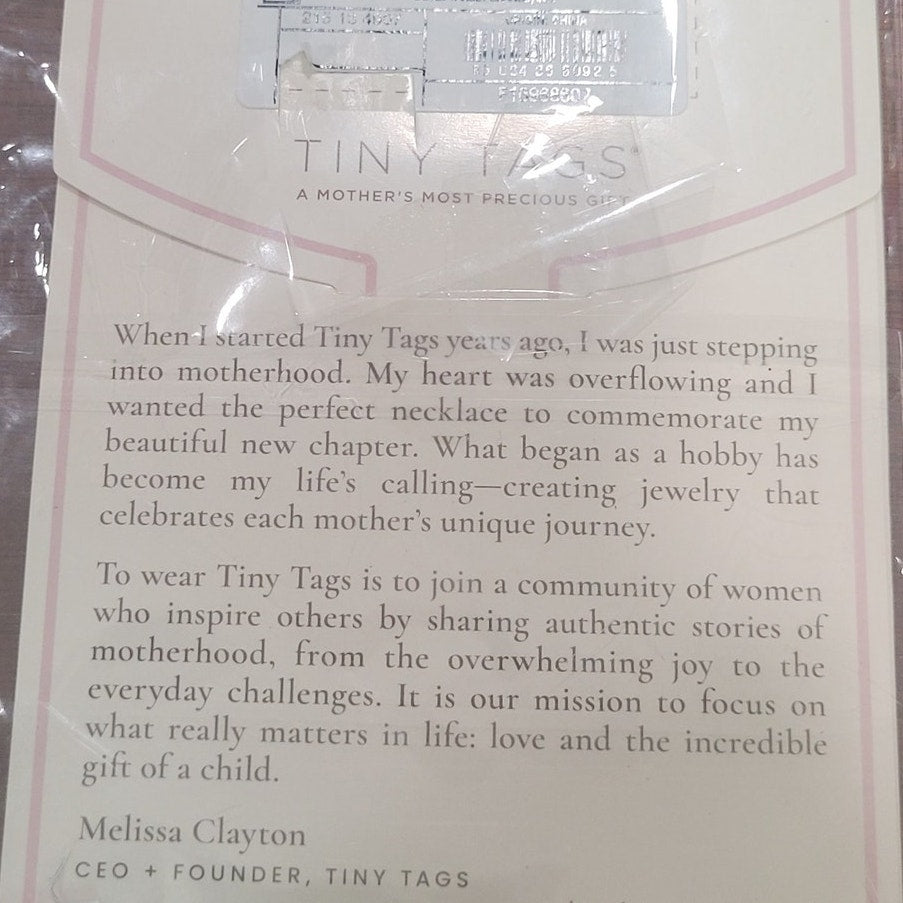 TINY TAGS®
A MOTHER'S MOST PRECIOUS GIFT
When I started Tiny Tags years ago, I was just stepping
into motherhood. My heart was overflowing and I
wanted the perfect necklace to commemorate my
beautiful new chapter. What began as a hobby has
become my life's calling—creating jewelry that
celebrates each mother's unique journey.
To wear Tiny Tags is to join a community of women
who inspire others by sharing authentic stories of
motherhood, from the overwhelming joy to the
everyday challenges. It is our mission to focus on
what really matters in life: love and the incredible
gift of a child.
Melissa Clayton
CEO + FOUNDER, TINY TAGS